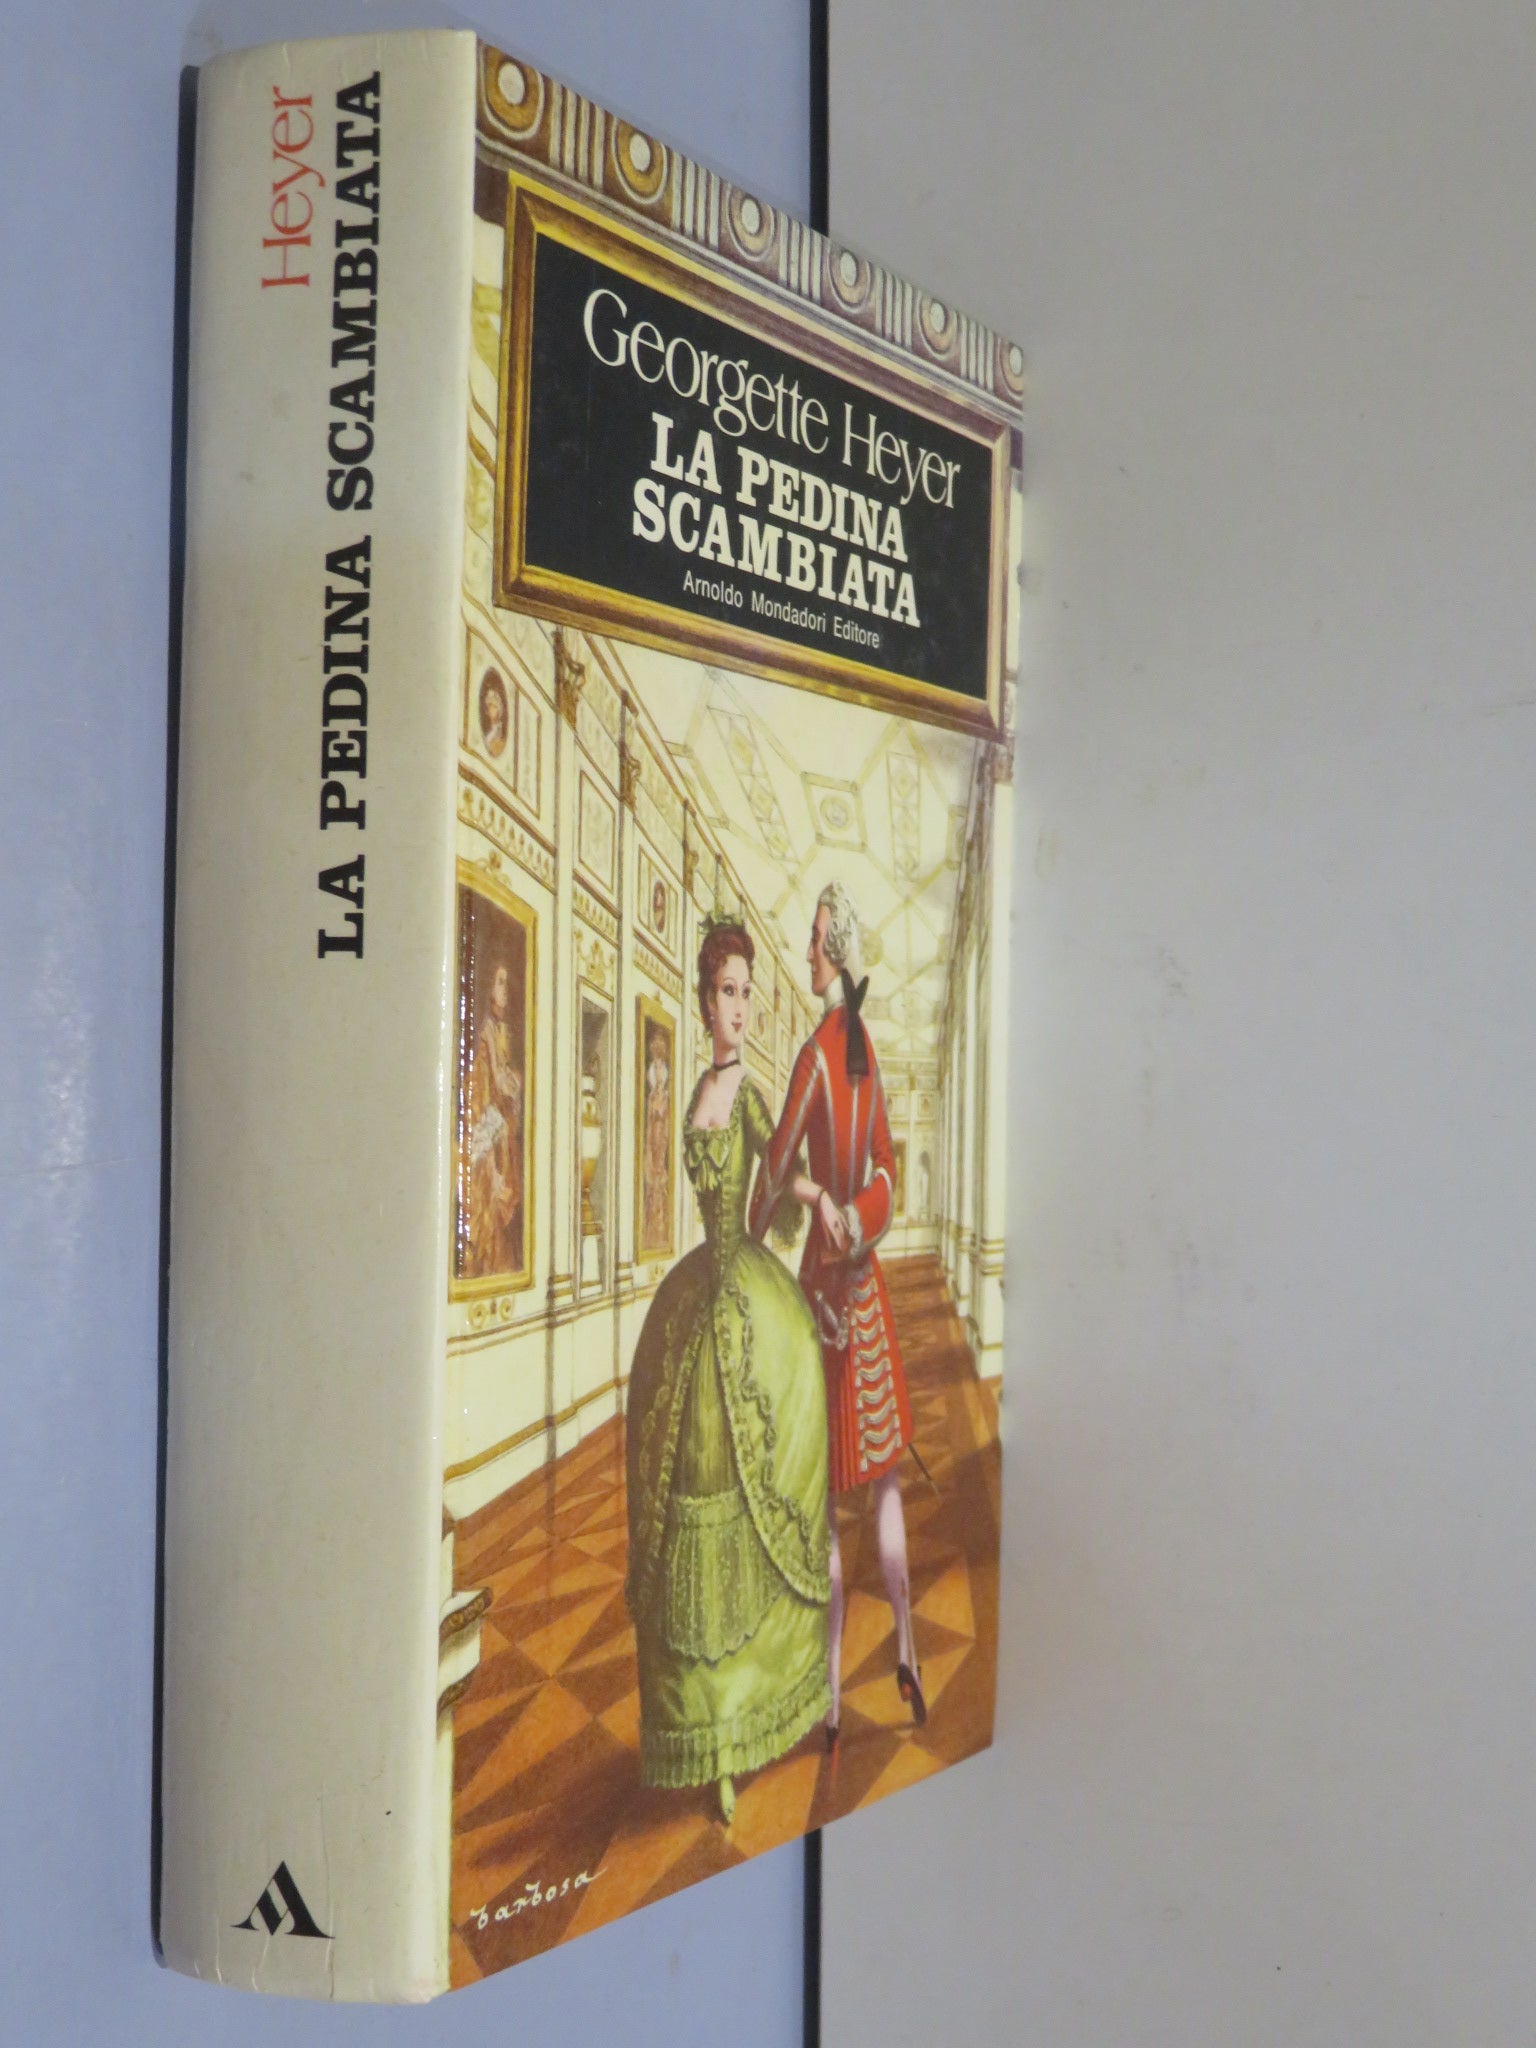 Heyer
LA PEDINA SCAMBIATA
Georgette Heyer
LA PEDINA
SCAMBIATA
Arnoldo Mondadori Editore
barbosa